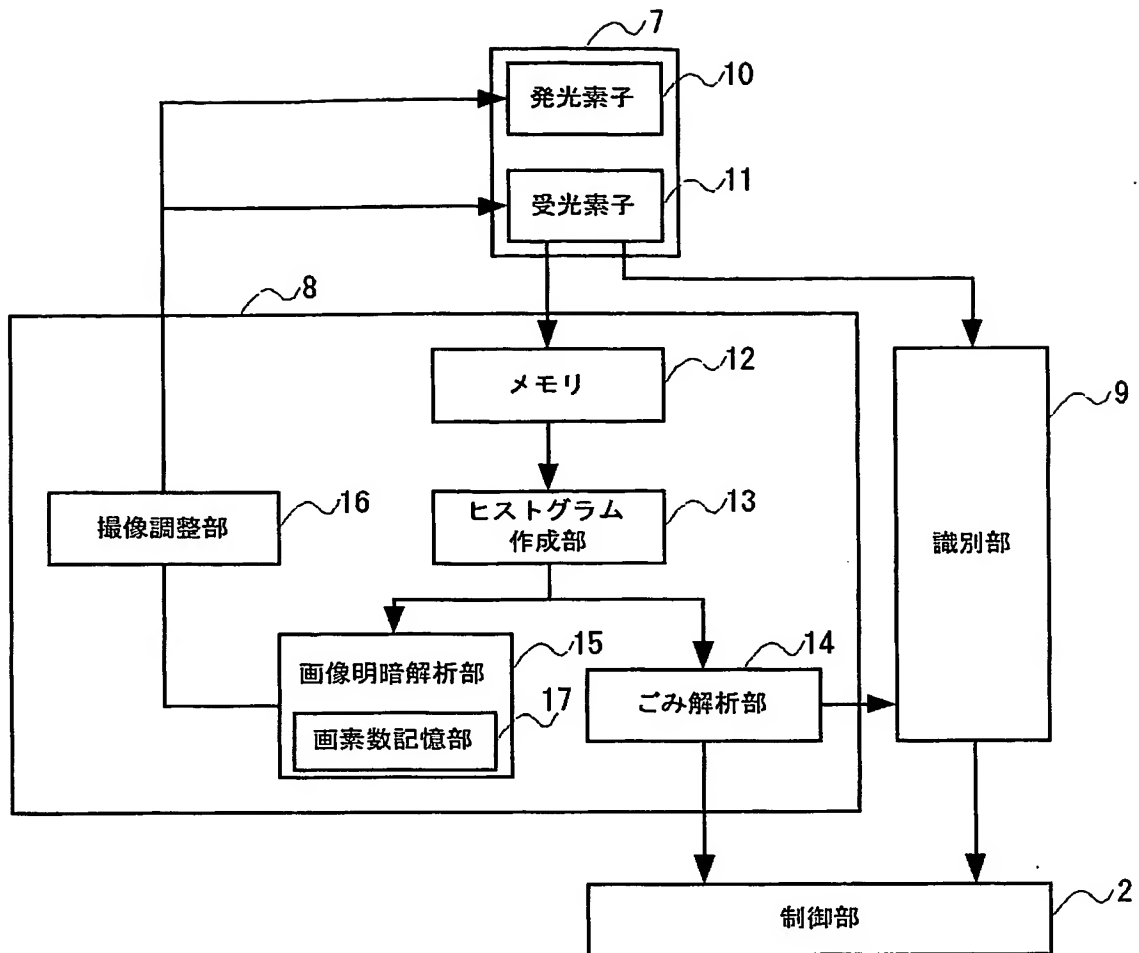 7
発光素子
10
受光素子
11
8
メモリ
12
9
撮像調整部
16
ヒストグラム
作成部
13
識別部
画像明暗解析部
15
画素数記憶部
17
ごみ解析部
14
制御部
2